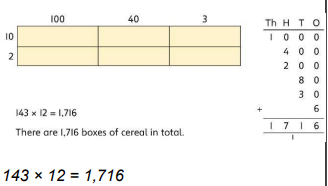 100 40 3
10
2
Th H T O
1 0 0 0
4 0 0
2 0 0
8 0
3 0
+ 6
1 7 1 6
1
143 × 12 = 1,716
There are 1,716 boxes of cereal in total.
143 × 12 = 1,716